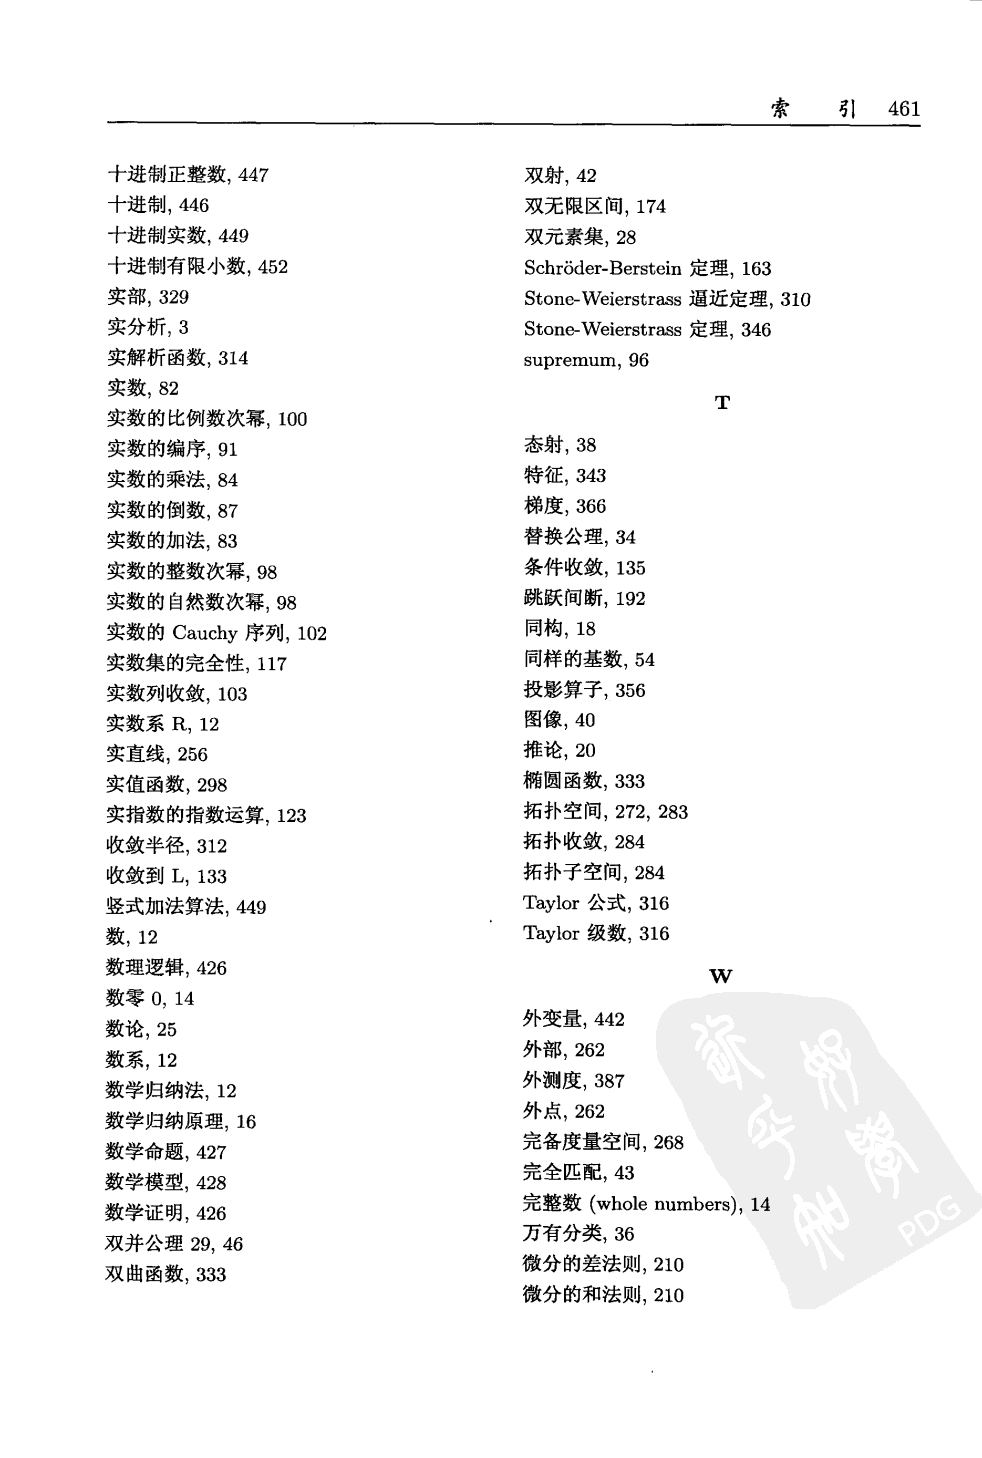 索 引 461
十进制正整数, 447
十进制, 446
十进制实数, 449
十进制有限小数, 452
实部, 329
实分析, 3
实解析函数, 314
实数, 82
实数的比例数次幂, 100
实数的编序, 91
实数的乘法, 84
实数的倒数, 87
实数的加法, 83
实数的整数次幂, 98
实数的自然数次幂, 98
实数的 Cauchy 序列, 102
实数集的完全性, 117
实数列收敛, 103
实数系 R, 12
实直线, 256
实值函数, 298
实指数的指数运算, 123
收敛半径, 312
收敛到 L, 133
竖式加法算法, 449
数, 12
数理逻辑, 426
数零 0, 14
数论, 25
数系, 12
数学归纳法, 12
数学归纳原理, 16
数学命题, 427
数学模型, 428
数学证明, 426
双并公理 29, 46
双曲函数, 333
双射, 42
双无限区间, 174
双元素集, 28
Schröder-Berstein 定理, 163
Stone-Weierstrass 逼近定理, 310
Stone-Weierstrass 定理, 346
supremum, 96
T
态射, 38
特征, 343
梯度, 366
替换公理, 34
条件收敛, 135
跳跃间断, 192
同构, 18
同样的基数, 54
投影算子, 356
图像, 40
推论, 20
椭圆函数, 333
拓扑空间, 272, 283
拓扑收敛, 284
拓扑子空间, 284
Taylor 公式, 316
Taylor 级数, 316
W
外变量, 442
外部, 262
外测度, 387
外点, 262
完备度量空间, 268
完全匹配, 43
完整数 (whole numbers), 14
万有分类, 36
微分的差法则, 210
微分的和法则, 210
PDG